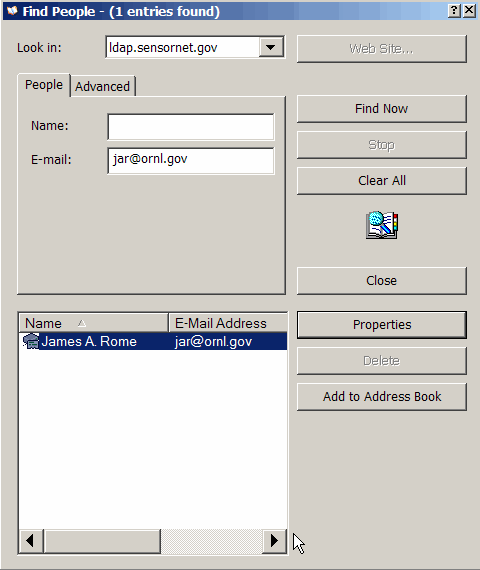 Find People - (1 entries found)
Look in:
ldap.sensornet.gov
Web Site...
People
Advanced
Name:
E-mail:
jar@ornl.gov
Find Now
Stop
Clear All
Close
Name
E-Mail Address
James A. Rome
jar@ornl.gov
Properties
Delete
Add to Address Book